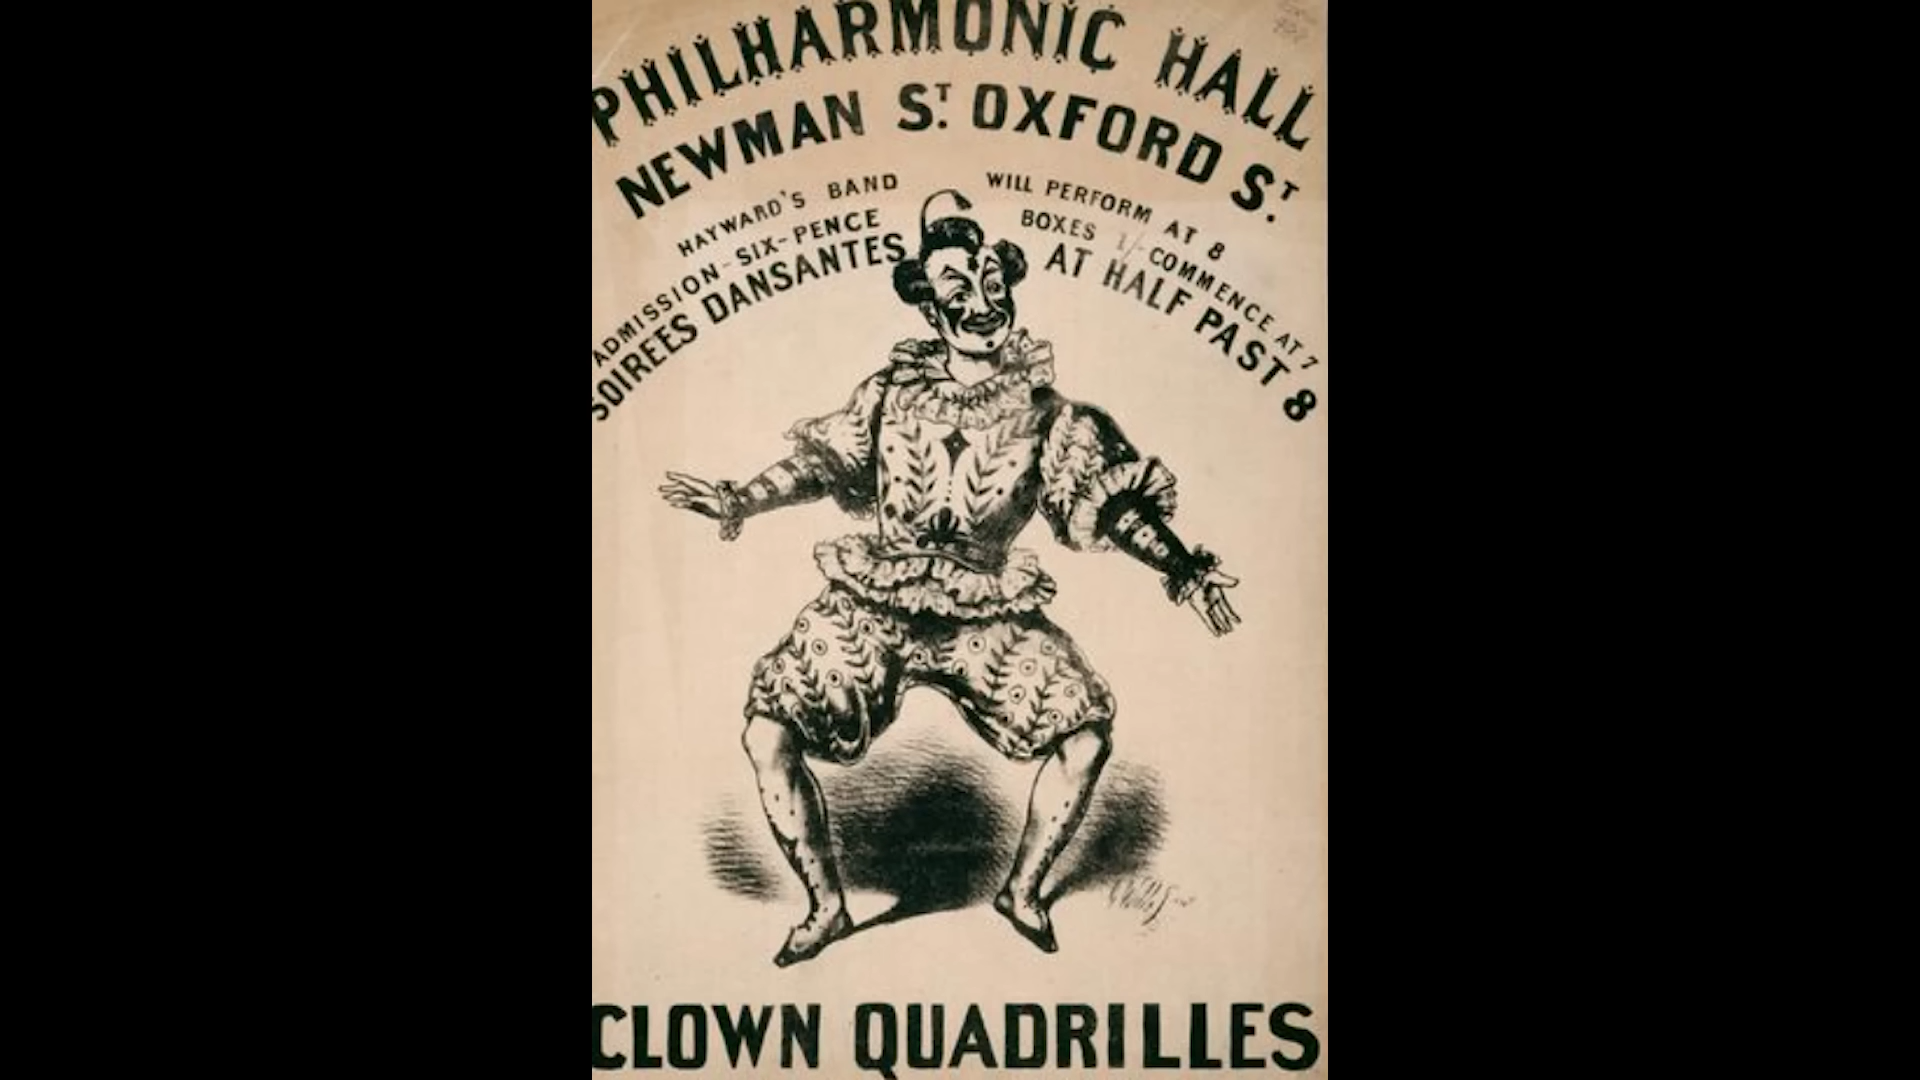 PHILHARMONIC HALL
NEWMAN ST. OXFORD ST.
HAYWARD'S BAND WILL PERFORM AT 8
ADMISSION-SIX-PENCE BOXES 1/- COMMENCE AT 7
SOIREES DANSANTES AT HALF PAST 8
CLOWN QUADRILLES